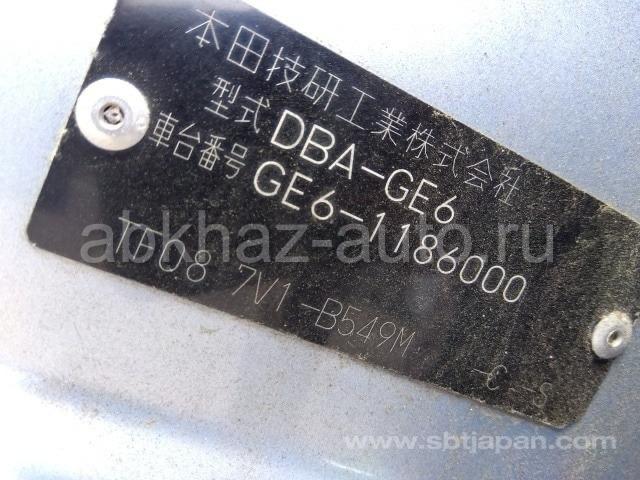 本田技研工業株式会社
型式 DBA-GE6
車台番号 GE6-1186000
TF08 7V1 -B549M -C -S
abkhaz-auto.ru
www.sbtjapan.com